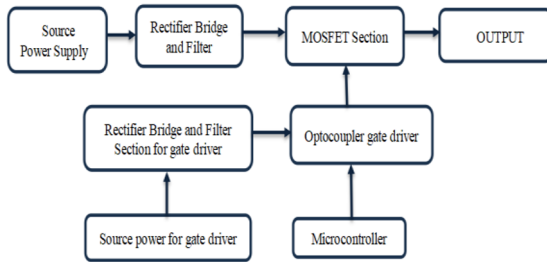 Source
Power Supply
Rectifier Bridge
and Filter
MOSFET Section
OUTPUT
Rectifier Bridge and Filter
Section for gate driver
Optocoupler gate driver
Source power for gate driver
Microcontroller